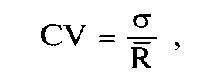 CV = σ / R̅ ,